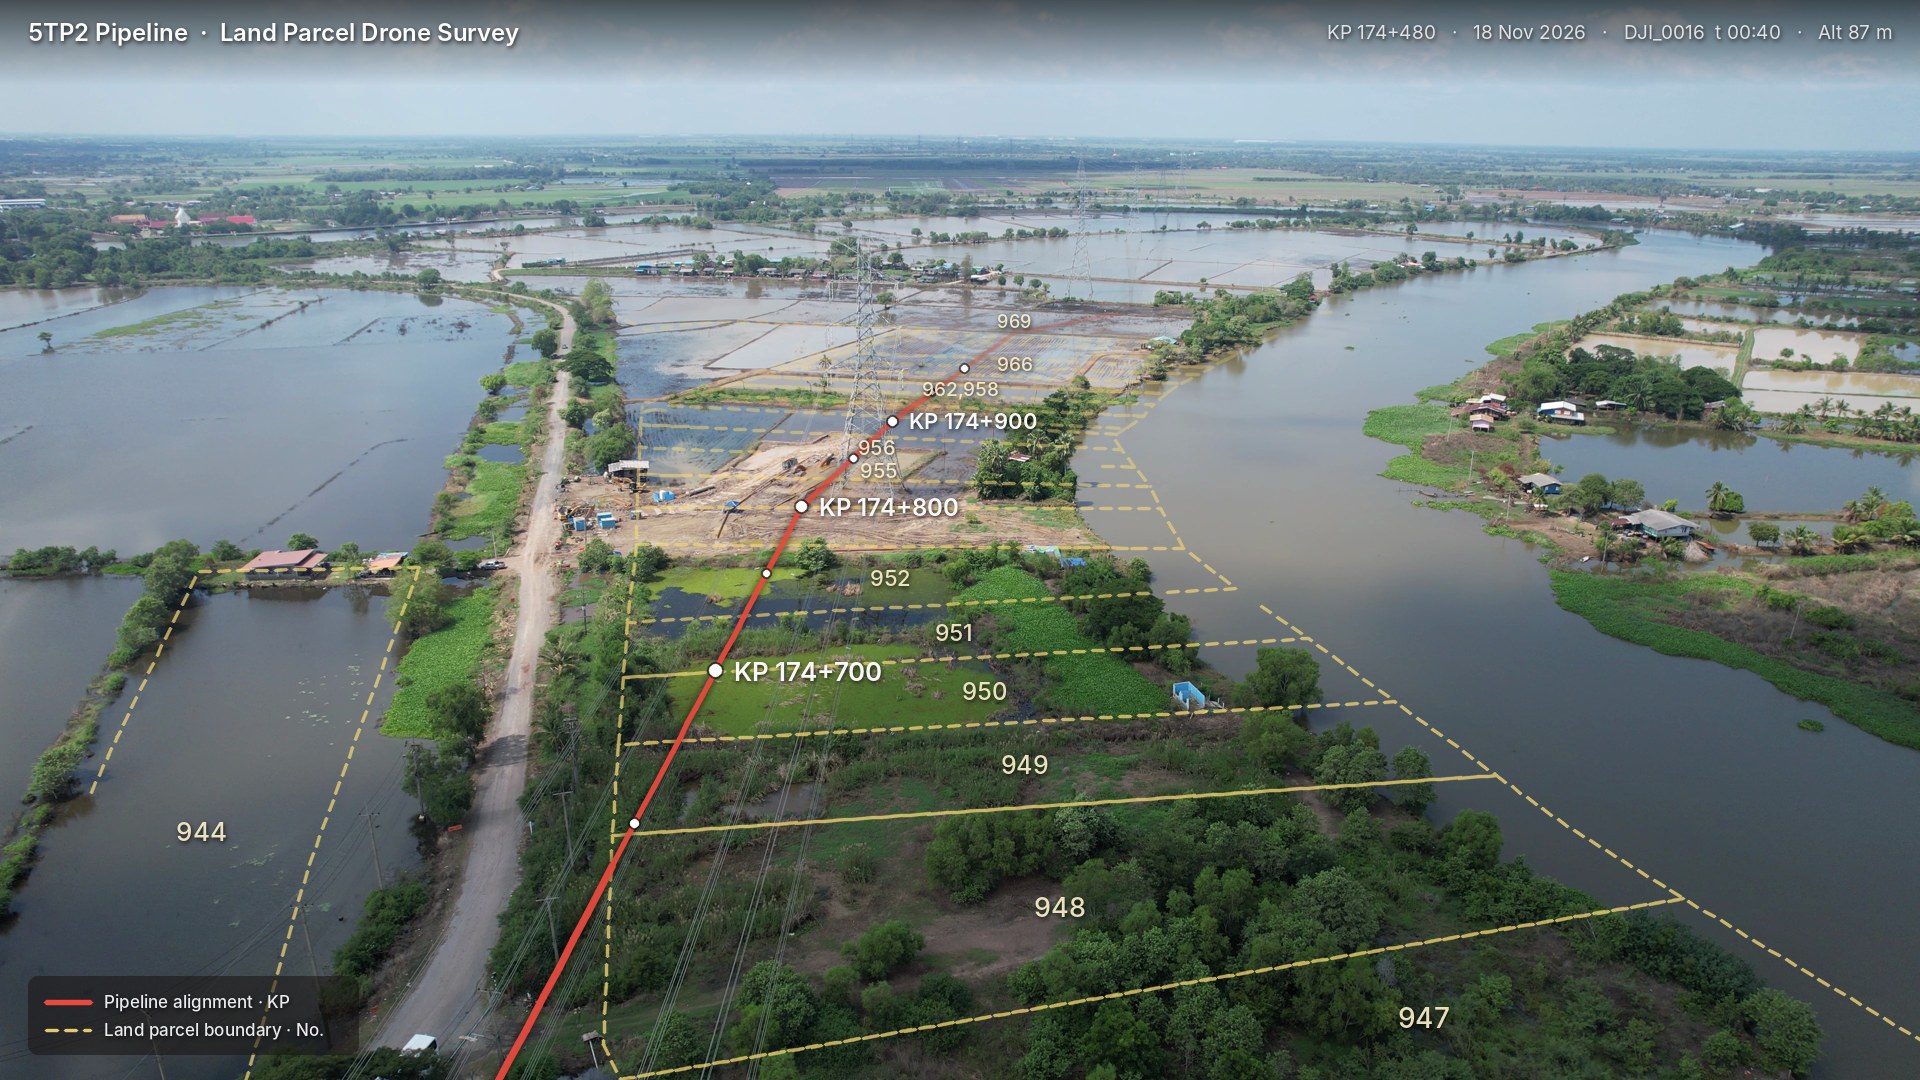 5TP2 Pipeline · Land Parcel Drone Survey
KP 174+480 · 18 Nov 2026 · DJI_0016 t 00:40 · Alt 87 m
969
966
962,958
KP 174+900
956
955
KP 174+800
952
951
KP 174+700
950
949
944
948
947
Pipeline alignment · KP
Land parcel boundary · No.